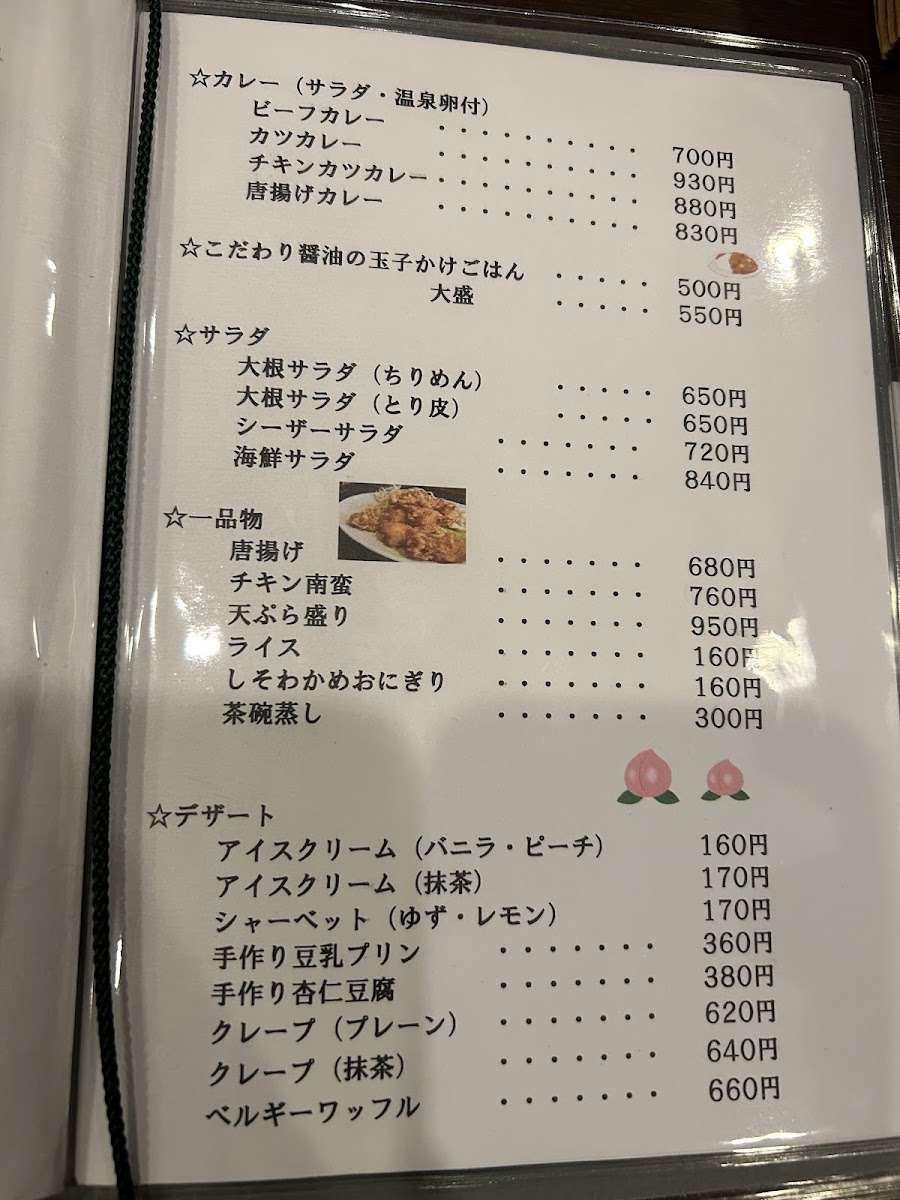 ☆カレー（サラダ・温泉卵付）
ビーフカレー ・・・・・・・・・・ 700円
カツカレー ・・・・・・・・・・ 930円
チキンカツカレー・・・・・・・・・・ 880円
唐揚げカレー ・・・・・・・・・・ 830円
☆こだわり醤油の玉子かけごはん ・・・・・ 500円
大盛 ・・・・・ 550円
☆サラダ
大根サラダ（ちりめん） ・・・・・ 650円
大根サラダ（とり皮） ・・・・・ 650円
シーザーサラダ ・・・・・・・ 720円
海鮮サラダ ・・・・・・・ 840円
☆一品物
唐揚げ ・・・・・・・ 680円
チキン南蛮 ・・・・・・・ 760円
天ぷら盛り ・・・・・・・ 950円
ライス ・・・・・・・ 160円
しそわかめおにぎり ・・・・・・・ 160円
茶碗蒸し ・・・・・・・ 300円
☆デザート
アイスクリーム（バニラ・ピーチ） 160円
アイスクリーム（抹茶） 170円
シャーベット（ゆず・レモン） 170円
手作り豆乳プリン ・・・・・・・ 360円
手作り杏仁豆腐 ・・・・・・・ 380円
クレープ（プレーン） ・・・・・・・ 620円
クレープ（抹茶） ・・・・・・・ 640円
ベルギーワッフル ・・・・・・・ 660円